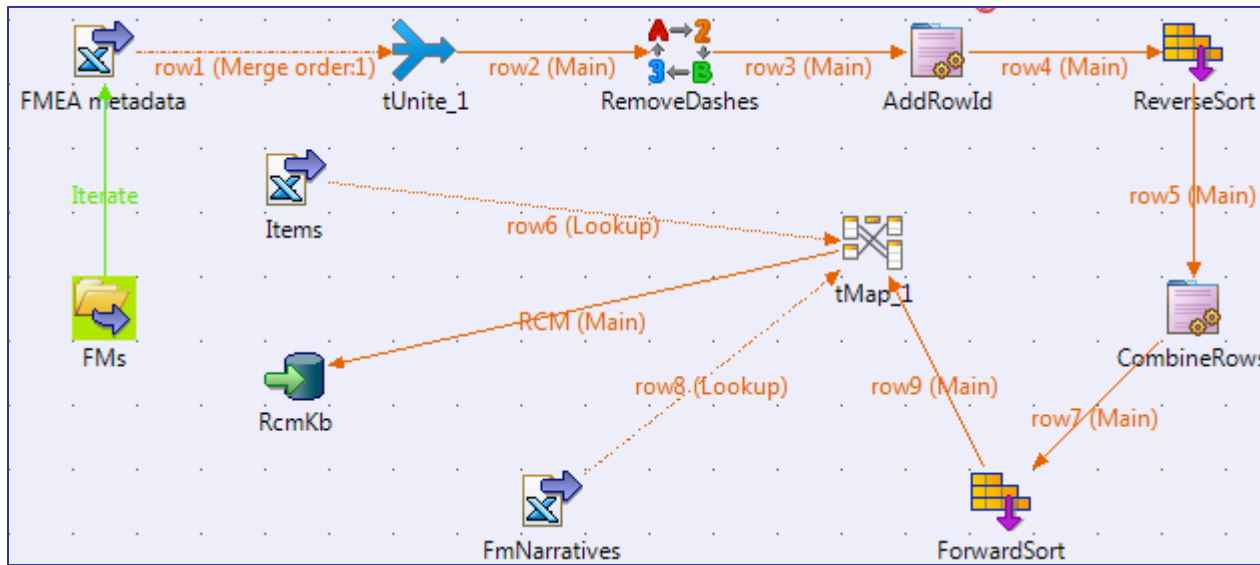 row1 (Merge order:1)
row2 (Main)
row3 (Main)
row4 (Main)
FMEA metadata
tUnite_1
RemoveDashes
AddRowId
ReverseSort
Iterate
row5 (Main)
Items
row6 (Lookup)
tMap_1
RCM (Main)
FMs
CombineRows
row8 (Lookup)
row9 (Main)
RcmKb
row7 (Main)
FmNarratives
ForwardSort